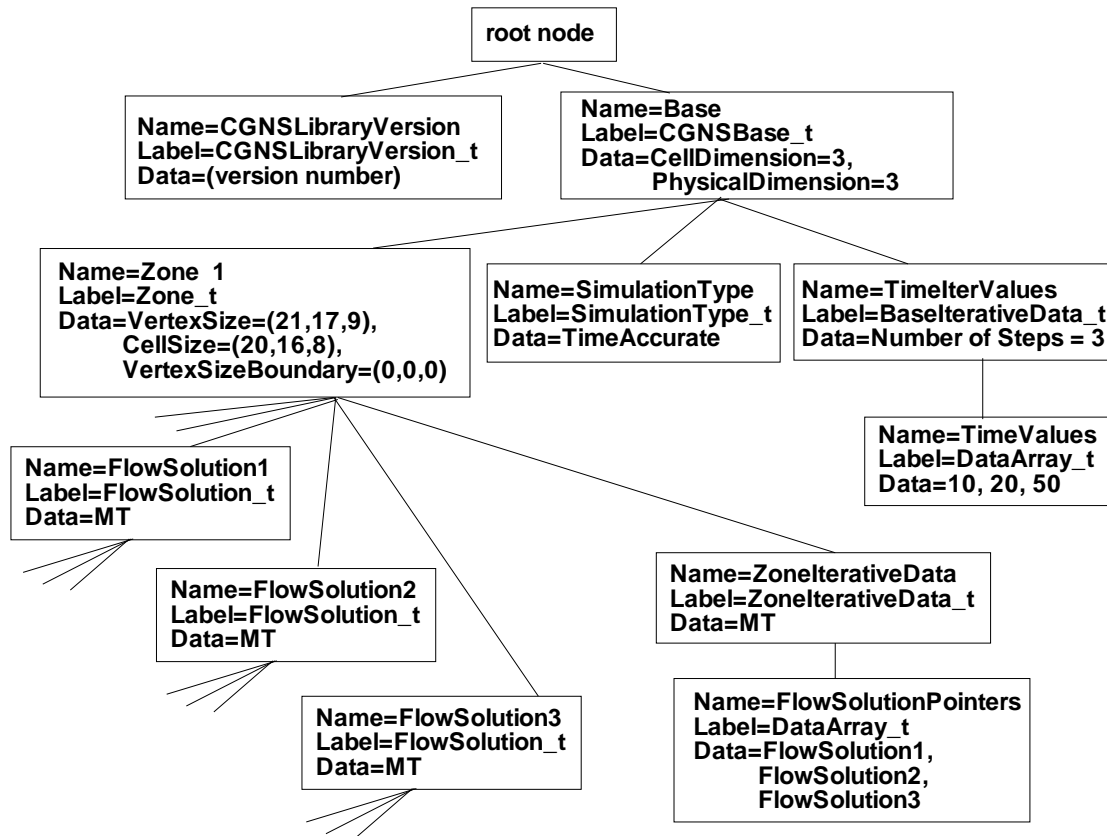 root node
Name=CGNSLibraryVersion
Label=CGNSLibraryVersion_t
Data=(version number)
Name=Base
Label=CGNSBase_t
Data=CellDimension=3,
PhysicalDimension=3
Name=Zone 1
Label=Zone_t
Data=VertexSize=(21,17,9),
CellSize=(20,16,8),
VertexSizeBoundary=(0,0,0)
Name=SimulationType
Label=SimulationType_t
Data=TimeAccurate
Name=TimeIterValues
Label=BaseIterativeData_t
Data=Number of Steps = 3
Name=TimeValues
Label=DataArray_t
Data=10, 20, 50
Name=FlowSolution1
Label=FlowSolution_t
Data=MT
Name=FlowSolution2
Label=FlowSolution_t
Data=MT
Name=FlowSolution3
Label=FlowSolution_t
Data=MT
Name=ZoneIterativeData
Label=ZoneIterativeData_t
Data=MT
Name=FlowSolutionPointers
Label=DataArray_t
Data=FlowSolution1,
FlowSolution2,
FlowSolution3